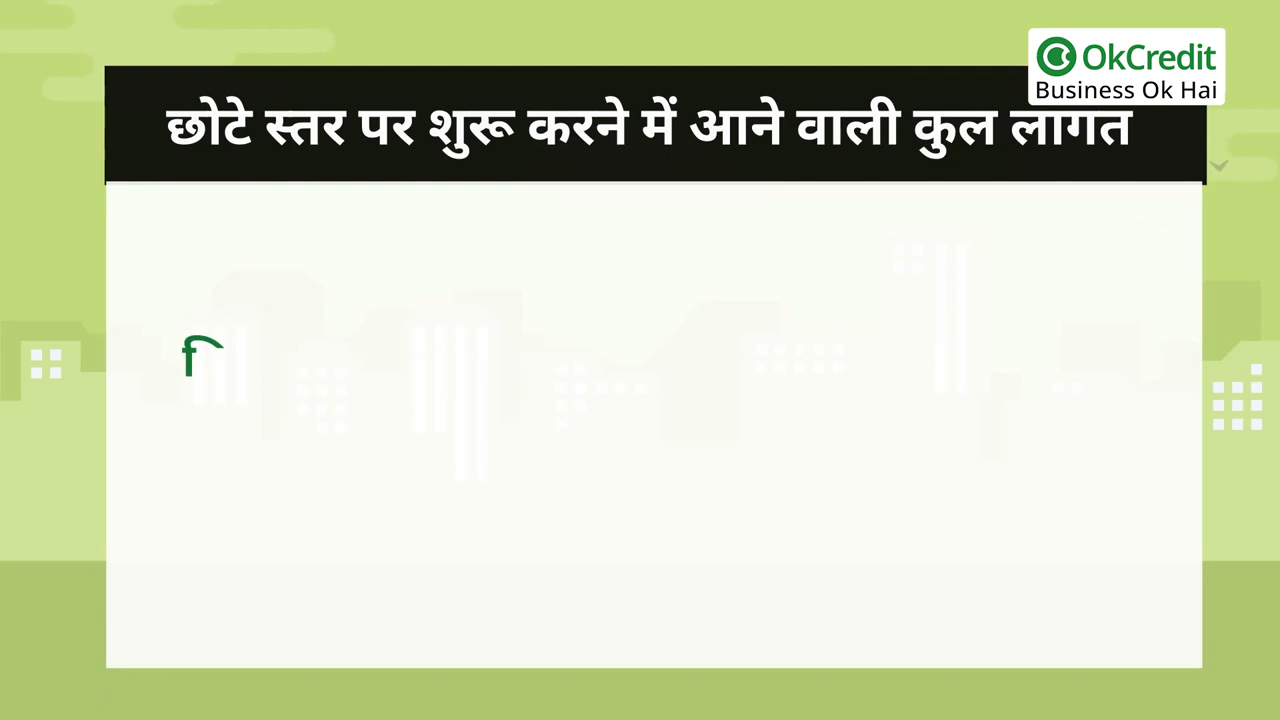 OkCredit
Business Ok Hai
छोटे स्तर पर शुरू करने में आने वाली कुल लागत